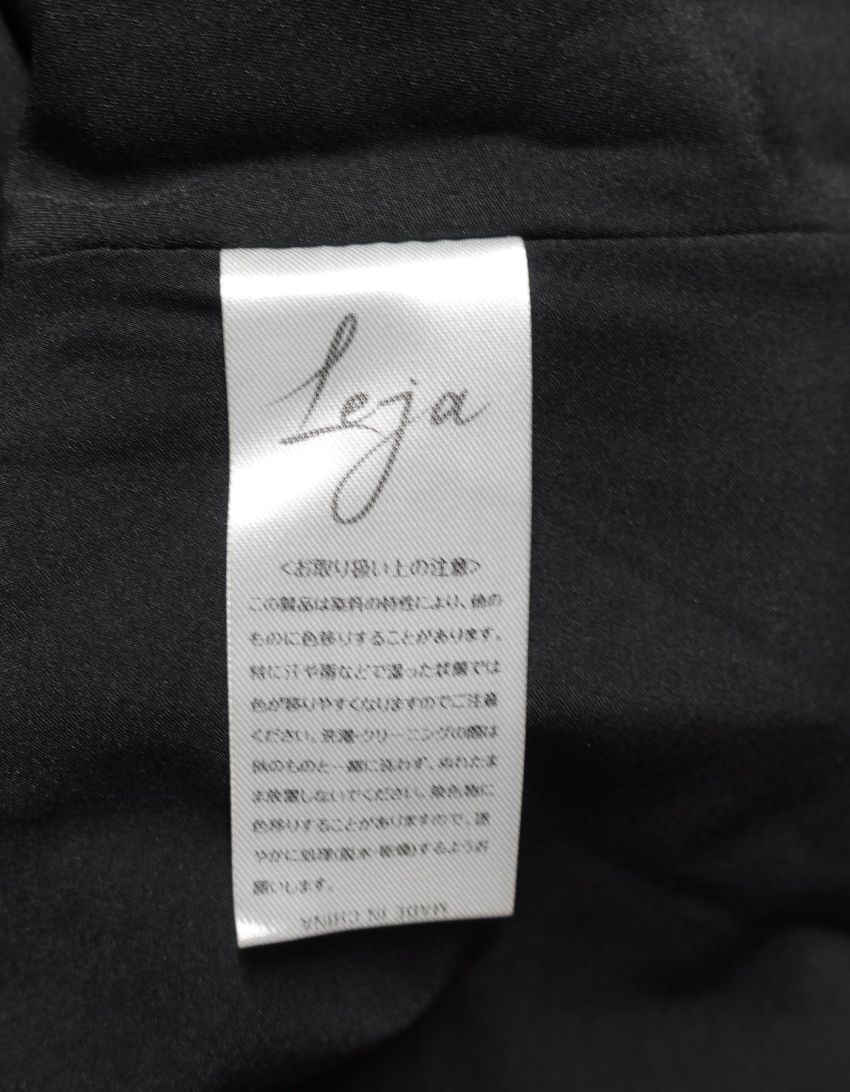 Leja
<お取り扱い上の注意>
この製品は染料の特性により、他の
ものに色移りすることがあります。
特に汗や雨などで湿った状態では
色が移りやすくなりますのでご注意
ください。洗濯・クリーニングの際は
他のものと一緒に洗わず、ぬれたま
ま放置しないでください。染色物に
色移りすることがありますので、速
やかに処理(脱水・乾燥)するようお
願いします。
MADE IN CHINA